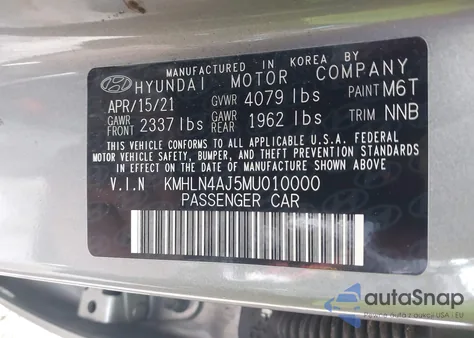 MANUFACTURED IN KOREA BY
HYUNDAI MOTOR COMPANY
APR/15/21 GVWR 4079 lbs PAINT M6T
GAWR FRONT 2337 lbs GAWR REAR 1962 lbs TRIM NNB
THIS VEHICLE CONFORMS TO ALL APPLICABLE U.S. FEDERAL
MOTOR VEHICLE SAFETY, BUMPER, AND THEFT PREVENTION STANDARDS
IN EFFECT ON THE DATE OF MANUFACTURE SHOWN ABOVE.
V.I.N KMHLN4AJ5MU010000
PASSENGER CAR
autoSnap